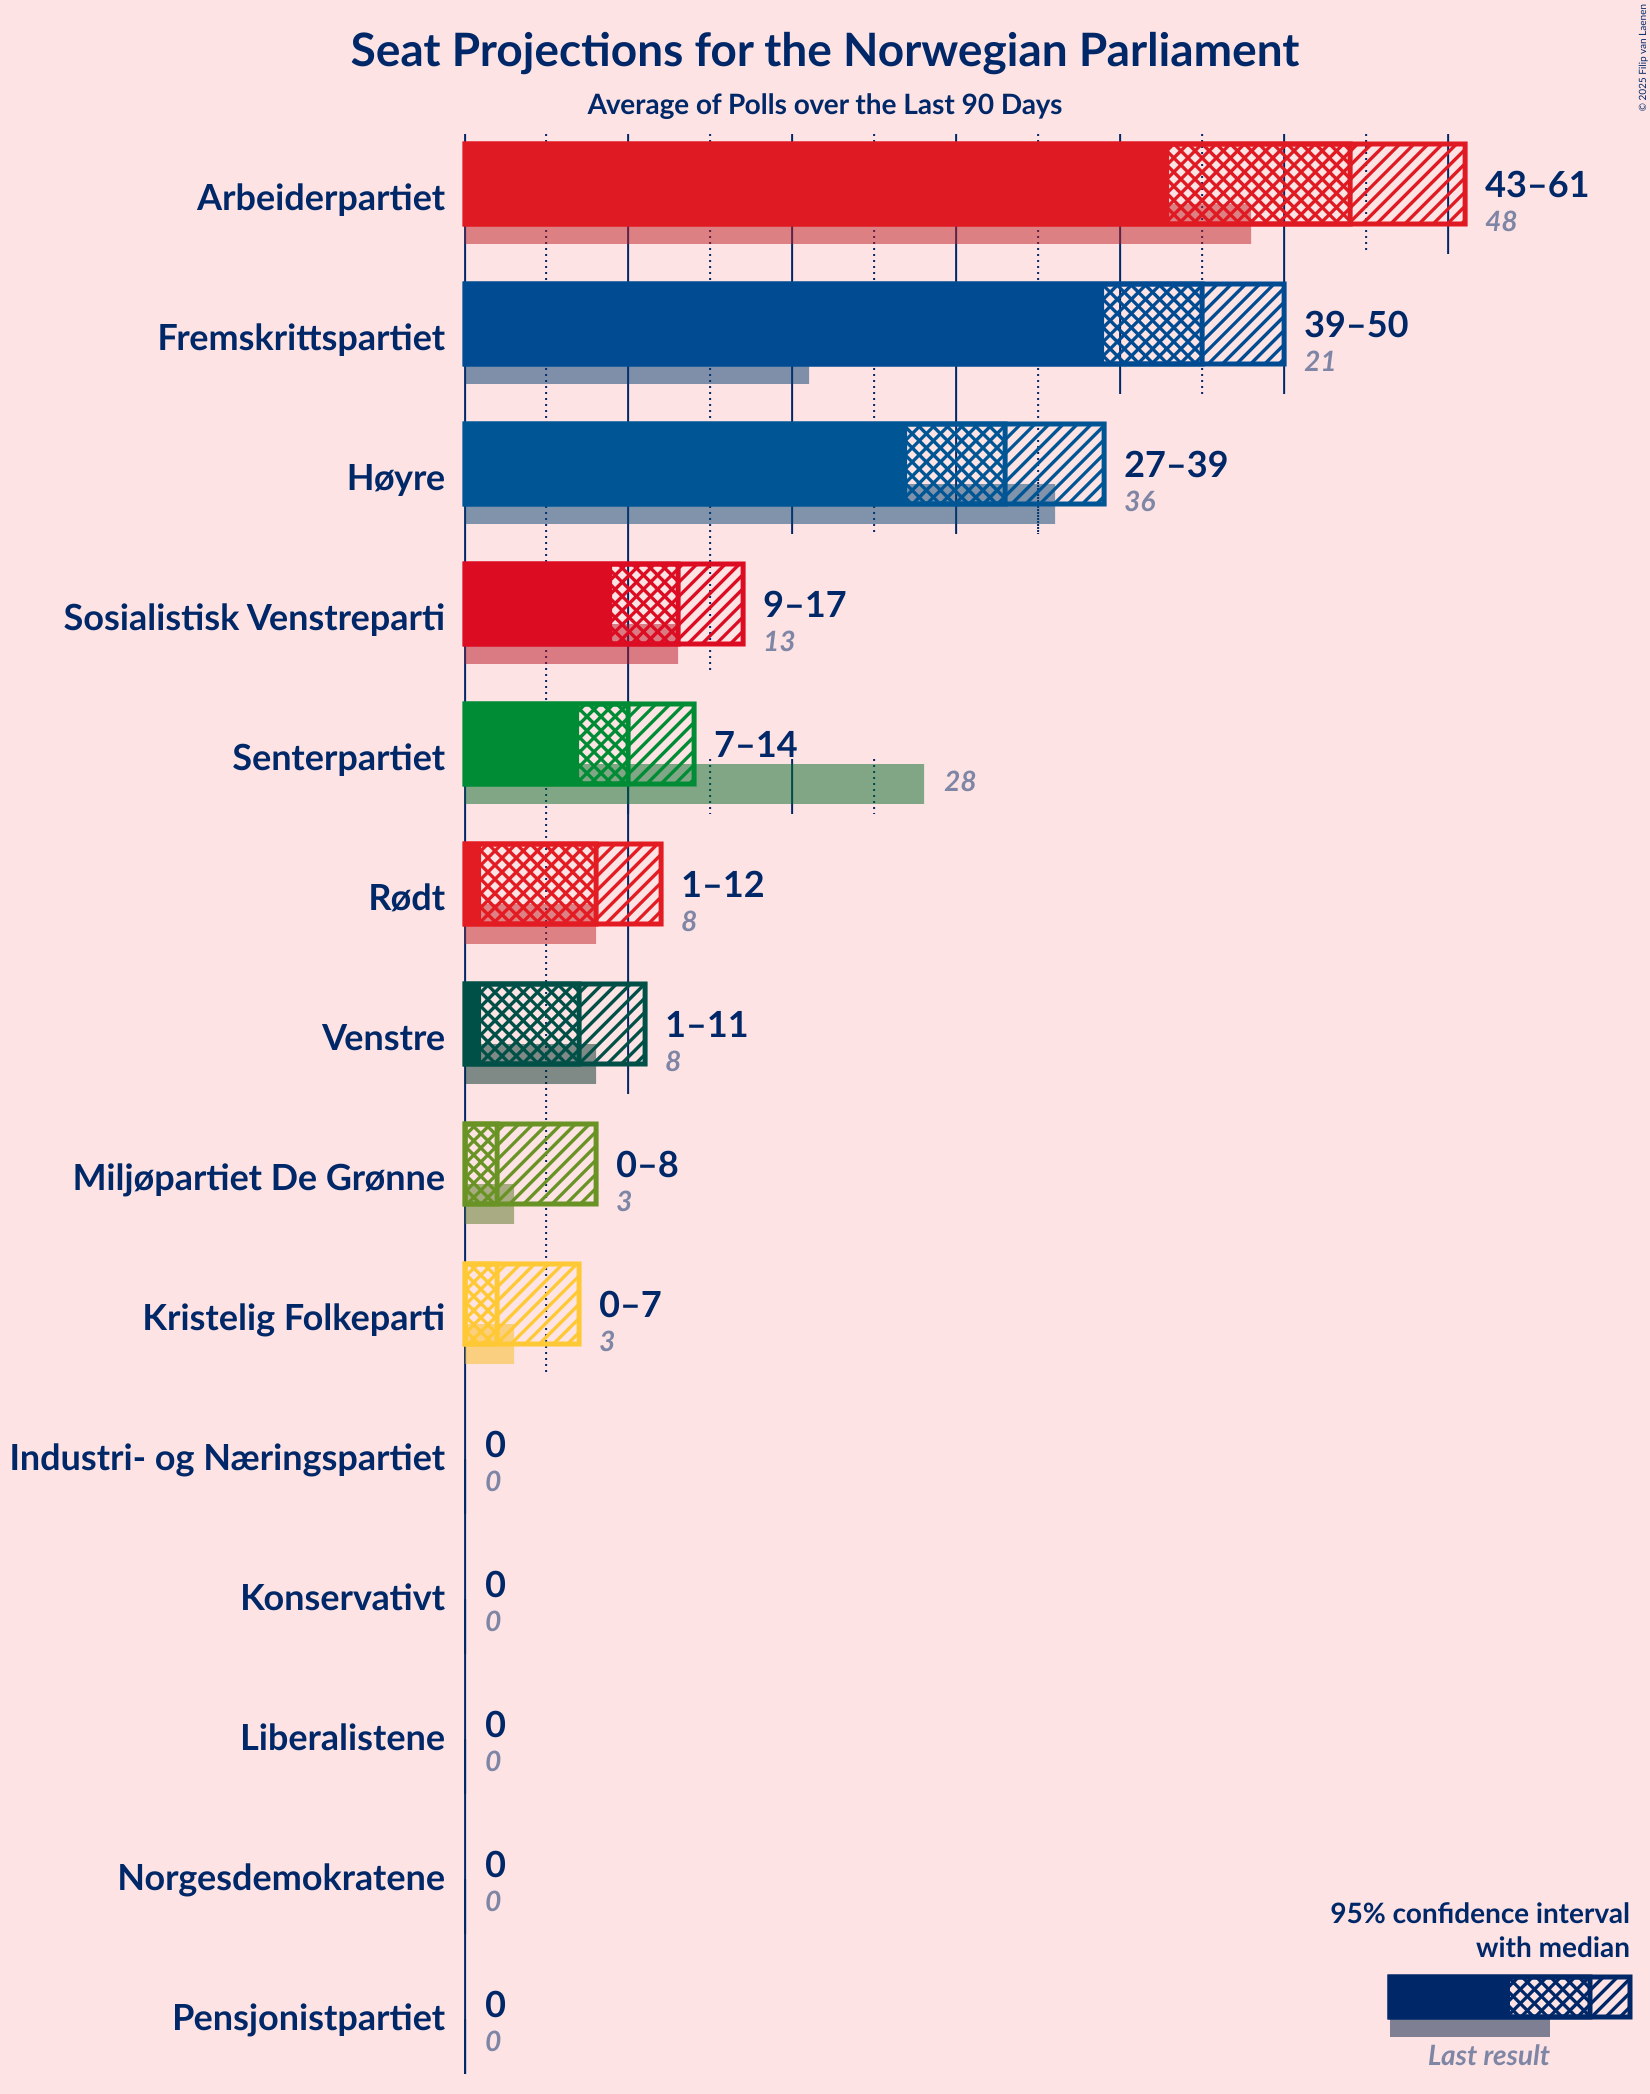 © 2025 Filip van Laenen
Seat Projections for the Norwegian Parliament
Average of Polls over the Last 90 Days
Arbeiderpartiet
43–61
48
Fremskrittspartiet
39–50
21
Høyre
27–39
36
Sosialistisk Venstreparti
9–17
13
Senterpartiet
7–14
28
Rødt
1–12
8
Venstre
1–11
8
Miljøpartiet De Grønne
0–8
3
Kristelig Folkeparti
0–7
3
Industri- og Næringspartiet
0
0
Konservativt
0
0
Liberalistene
0
0
Norgesdemokratene
0
0
Pensjonistpartiet
0
0
95% confidence interval
with median
Last result